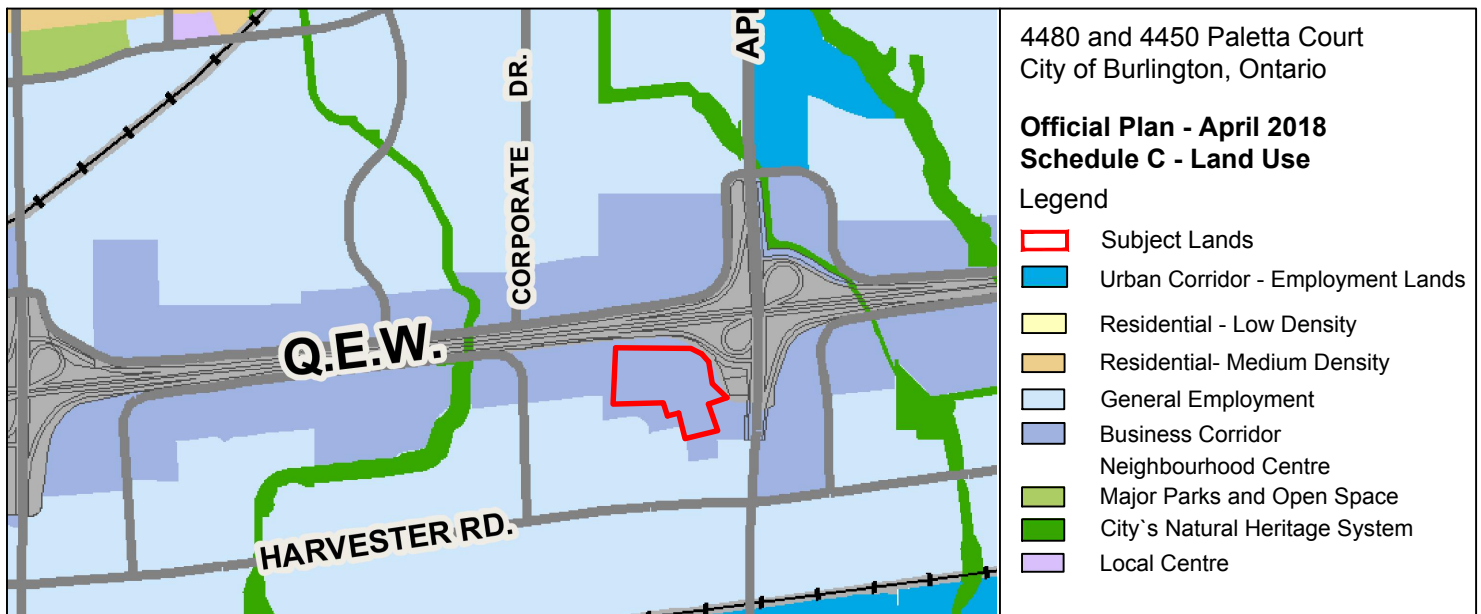 CORPORATE DR.
AP
Q.E.W.
HARVESTER RD.
4480 and 4450 Paletta Court
City of Burlington, Ontario
Official Plan - April 2018
Schedule C - Land Use
Legend
Subject Lands
Urban Corridor - Employment Lands
Residential - Low Density
Residential- Medium Density
General Employment
Business Corridor
Neighbourhood Centre
Major Parks and Open Space
City`s Natural Heritage System
Local Centre